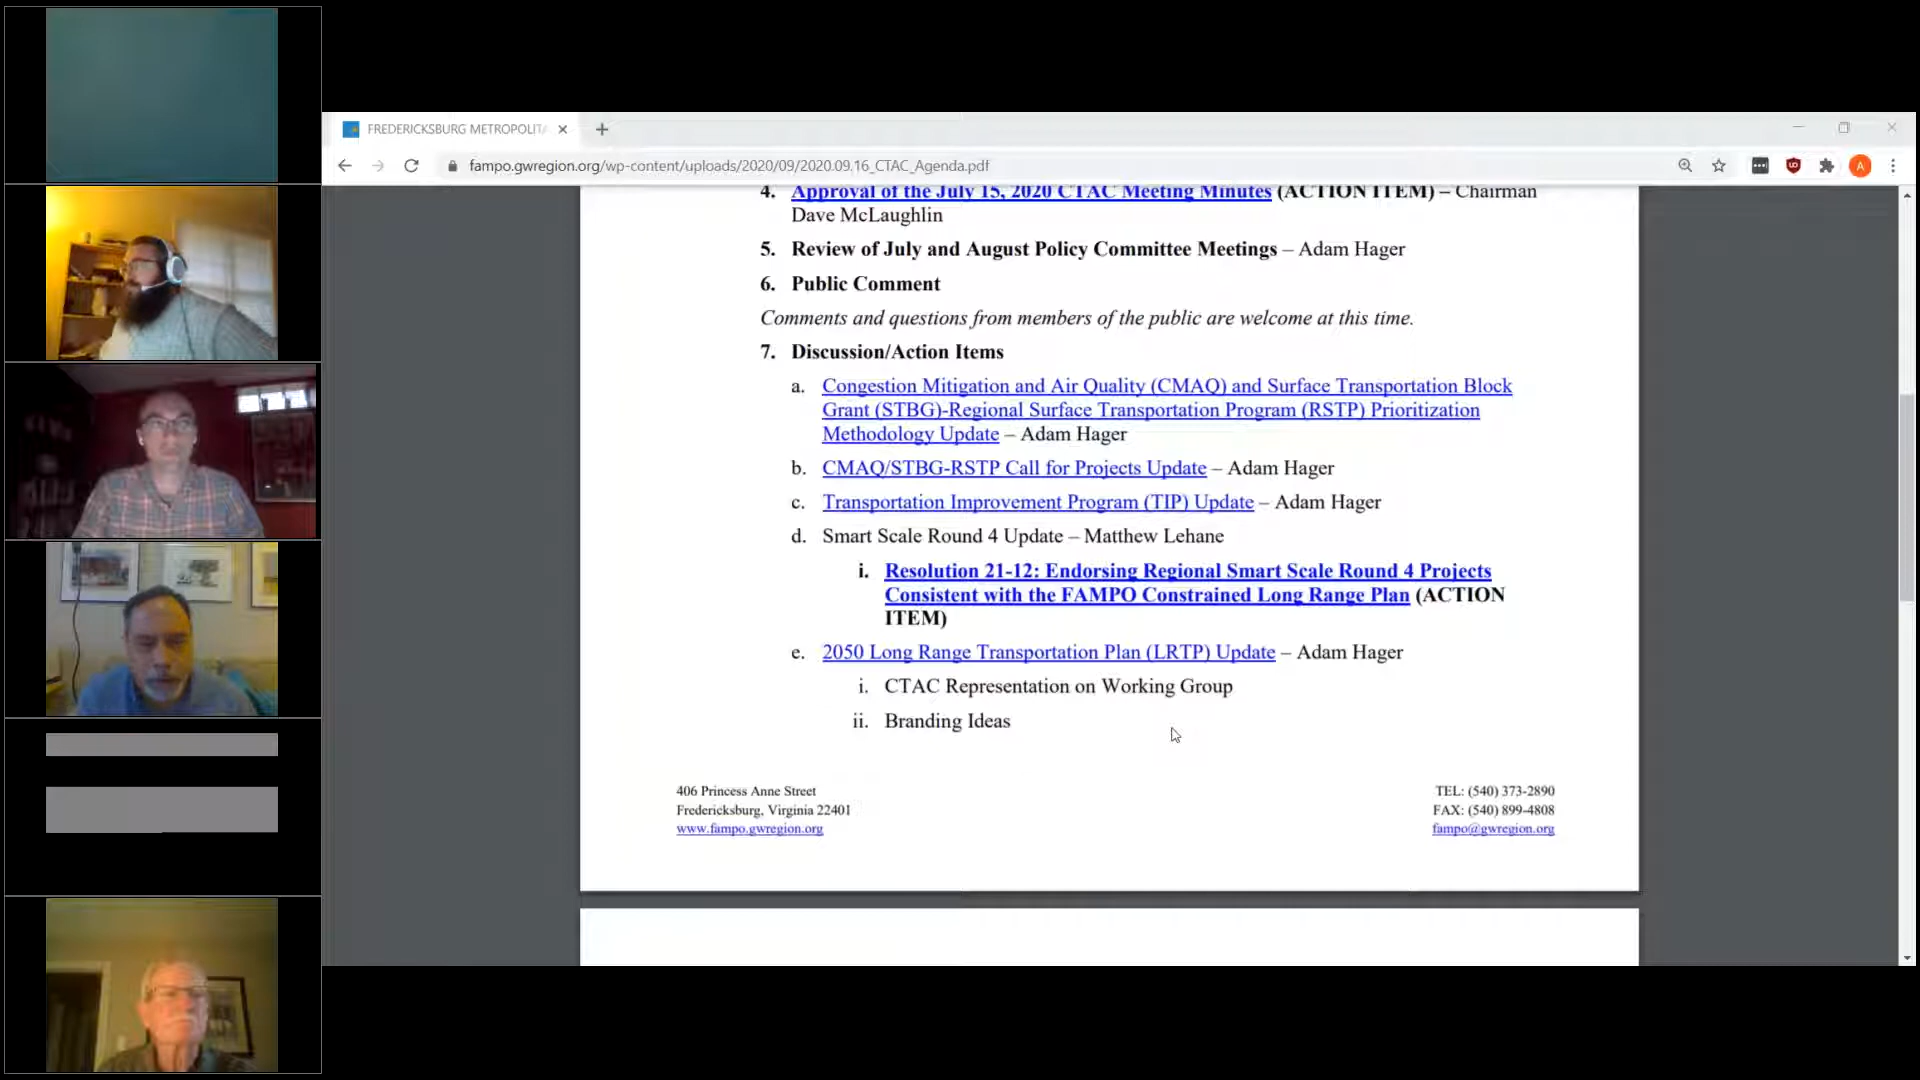 FREDERICKSBURG METROPOLIT
fampo.gwregion.org/wp-content/uploads/2020/09/2020.09.16_CTAC_Agenda.pdf
A
4. Approval of the July 15, 2020 CTAC Meeting Minutes (ACTION ITEM) – Chairman
Dave McLaughlin
5. Review of July and August Policy Committee Meetings – Adam Hager
6. Public Comment
Comments and questions from members of the public are welcome at this time.
7. Discussion/Action Items
a. Congestion Mitigation and Air Quality (CMAQ) and Surface Transportation Block
Grant (STBG)-Regional Surface Transportation Program (RSTP) Prioritization
Methodology Update – Adam Hager
b. CMAQ/STBG-RSTP Call for Projects Update – Adam Hager
c. Transportation Improvement Program (TIP) Update – Adam Hager
d. Smart Scale Round 4 Update – Matthew Lehane
i. Resolution 21-12: Endorsing Regional Smart Scale Round 4 Projects
Consistent with the FAMPO Constrained Long Range Plan (ACTION
ITEM)
e. 2050 Long Range Transportation Plan (LRTP) Update – Adam Hager
i. CTAC Representation on Working Group
ii. Branding Ideas
406 Princess Anne Street
Fredericksburg, Virginia 22401
www.fampo.gwregion.org
TEL: (540) 373-2890
FAX: (540) 899-4808
fampo@gwregion.org